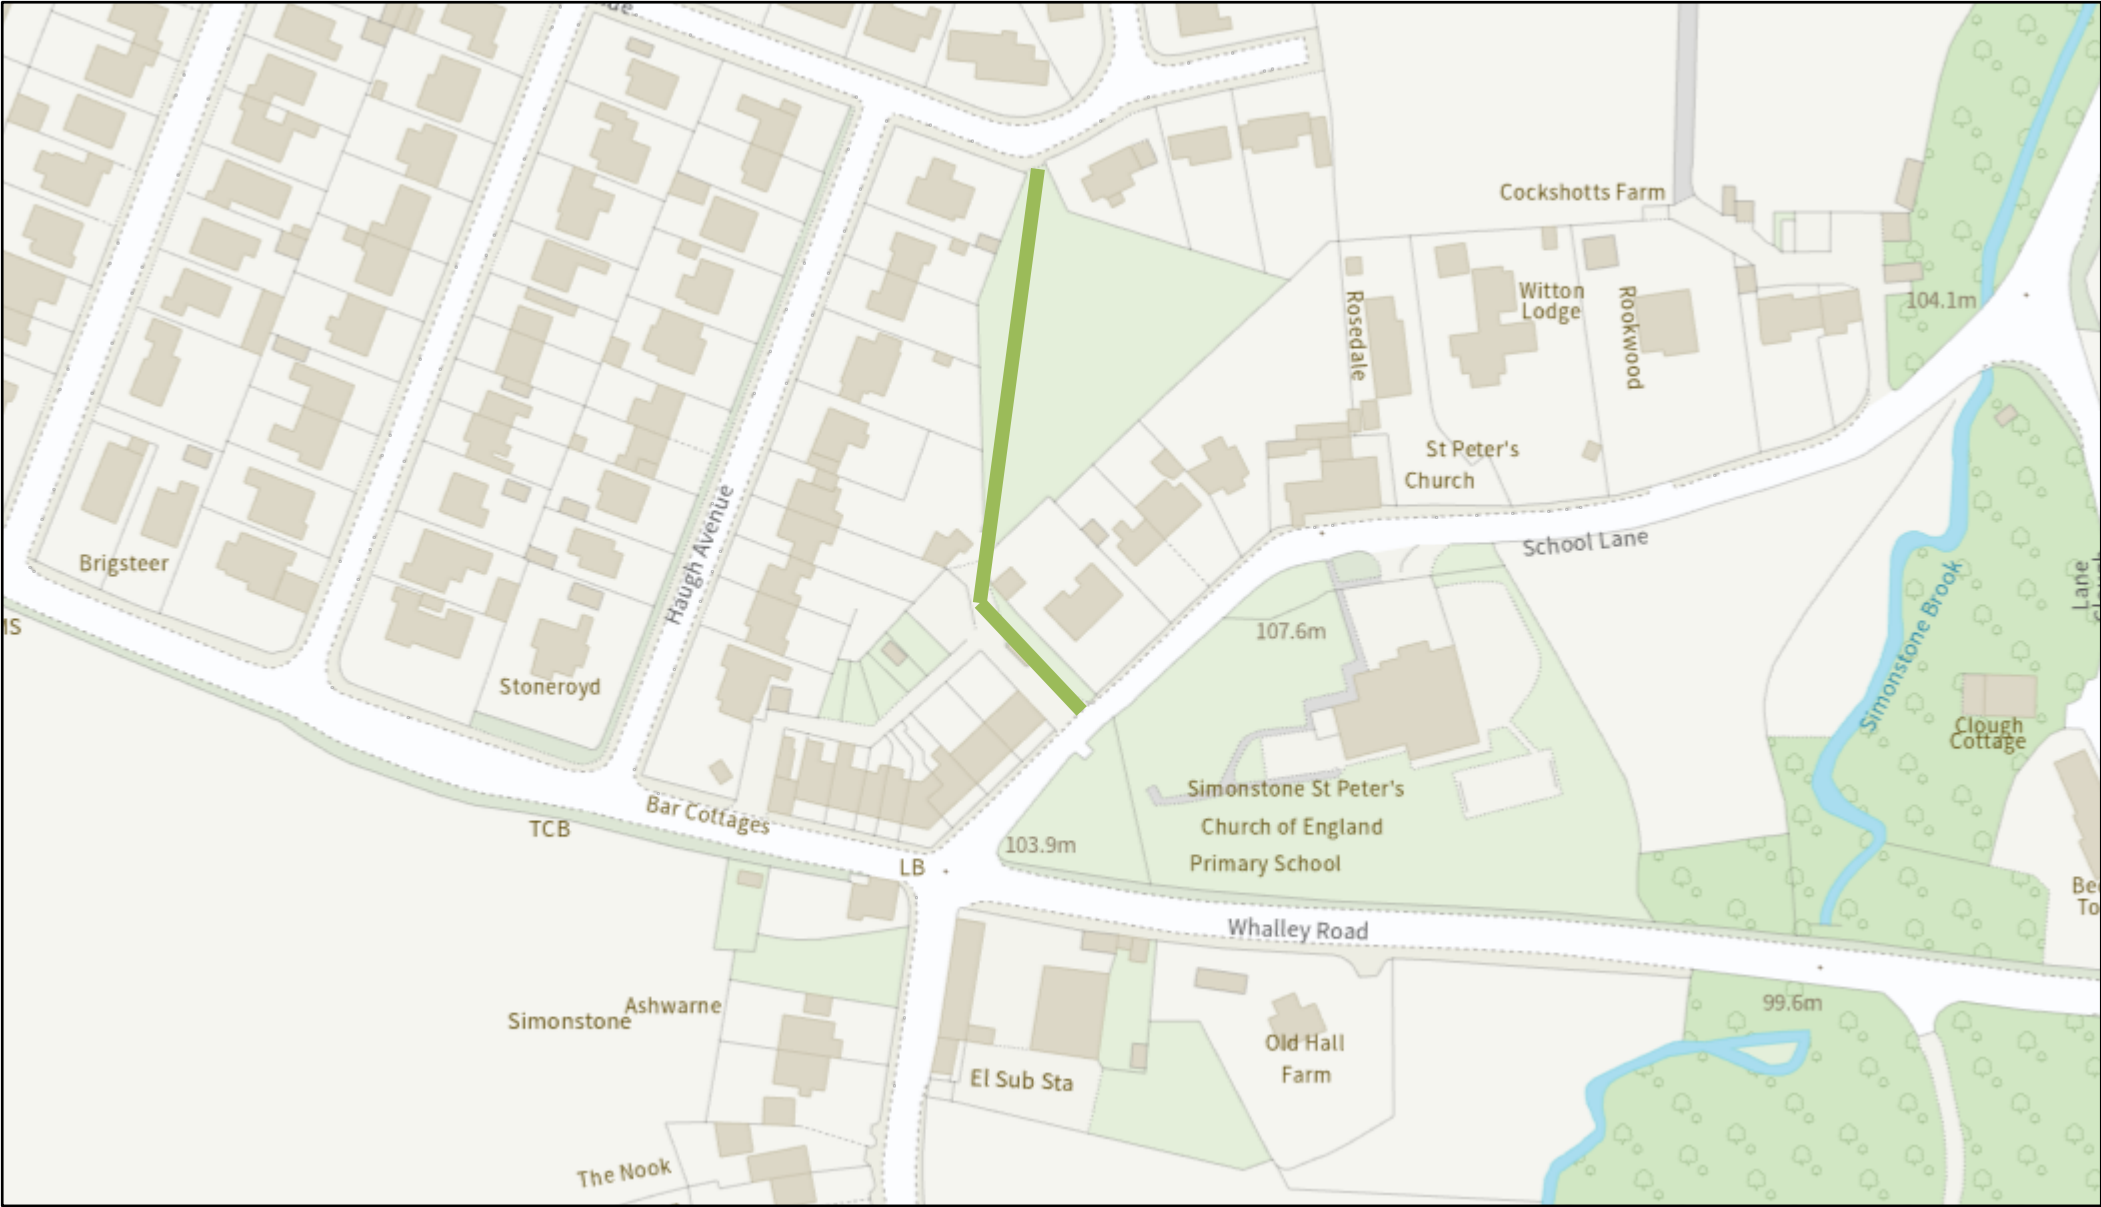 Cockshotts Farm
Witton
Lodge
Rookwood
Rosedale
104.1m
St Peter's
Church
School Lane
Haugh Avenue
Brigsteer
Simonstone Brook
Lane
107.6m
Stoneroyd
Clough
Cottage
Simonstone St Peter's
Church of England
Primary School
Bar Cottages
TCB
103.9m
LB
Whalley Road
99.6m
Ashwarne
Simonstone
Old Hall
Farm
El Sub Sta
The Nook